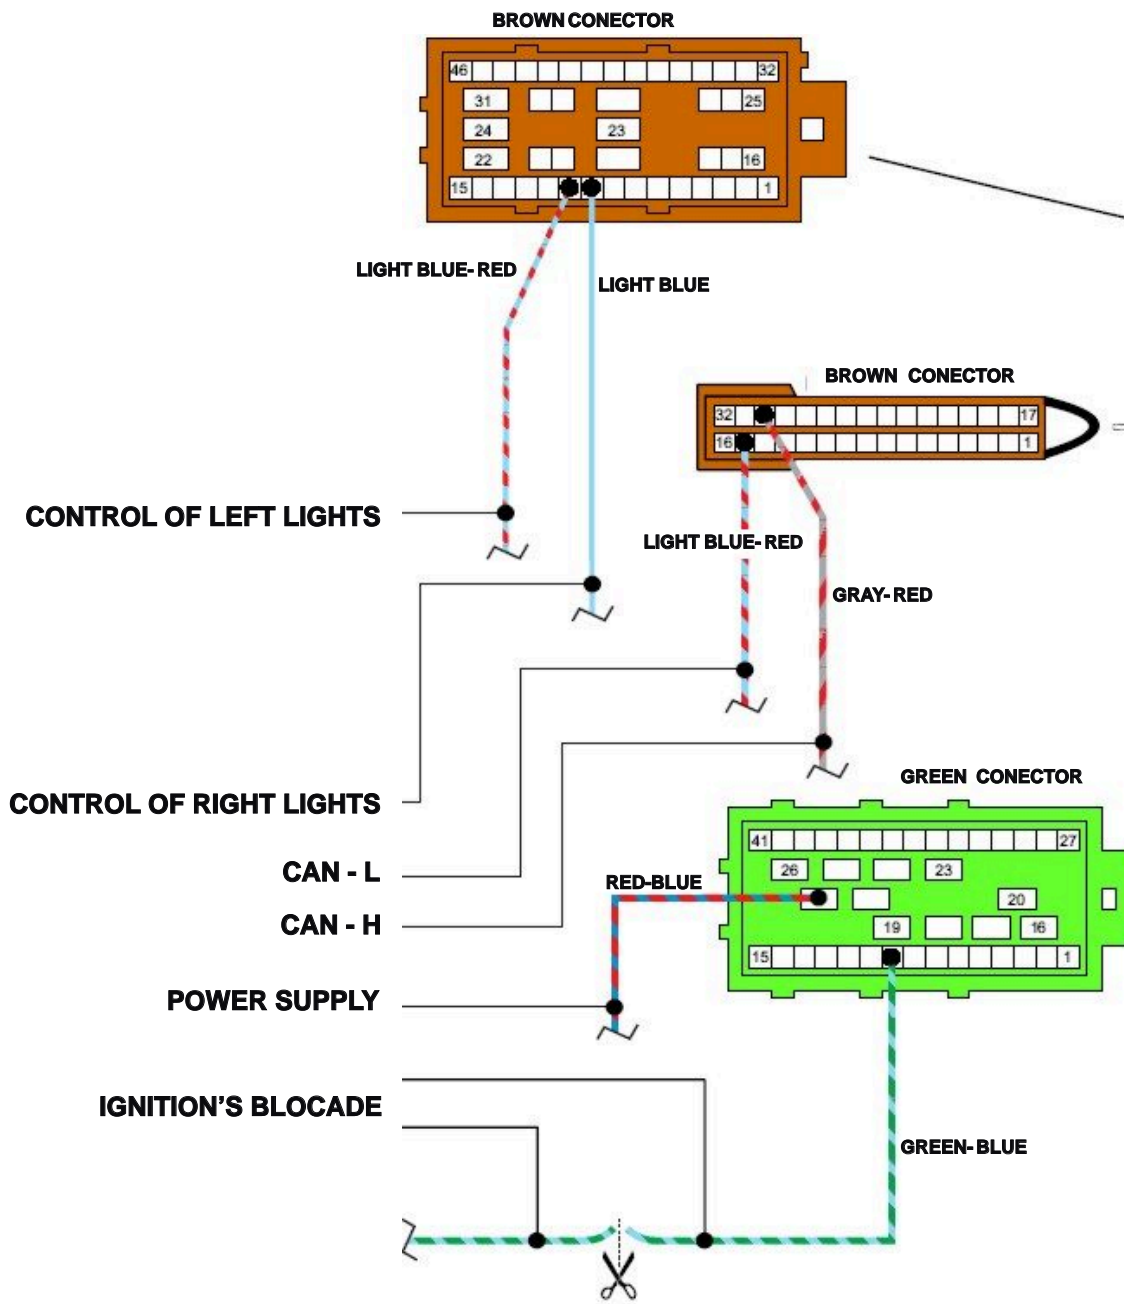 BROWN CONECTOR
46 32
31 25
24 23
22 16
15 1
LIGHT BLUE-RED
LIGHT BLUE
BROWN CONECTOR
32 17
16 1
CONTROL OF LEFT LIGHTS
LIGHT BLUE-RED
GRAY-RED
CONTROL OF RIGHT LIGHTS
GREEN CONECTOR
41 27
26 23
20
19 16
15 1
CAN - L
RED-BLUE
CAN - H
POWER SUPPLY
IGNITION'S BLOCADE
GREEN-BLUE